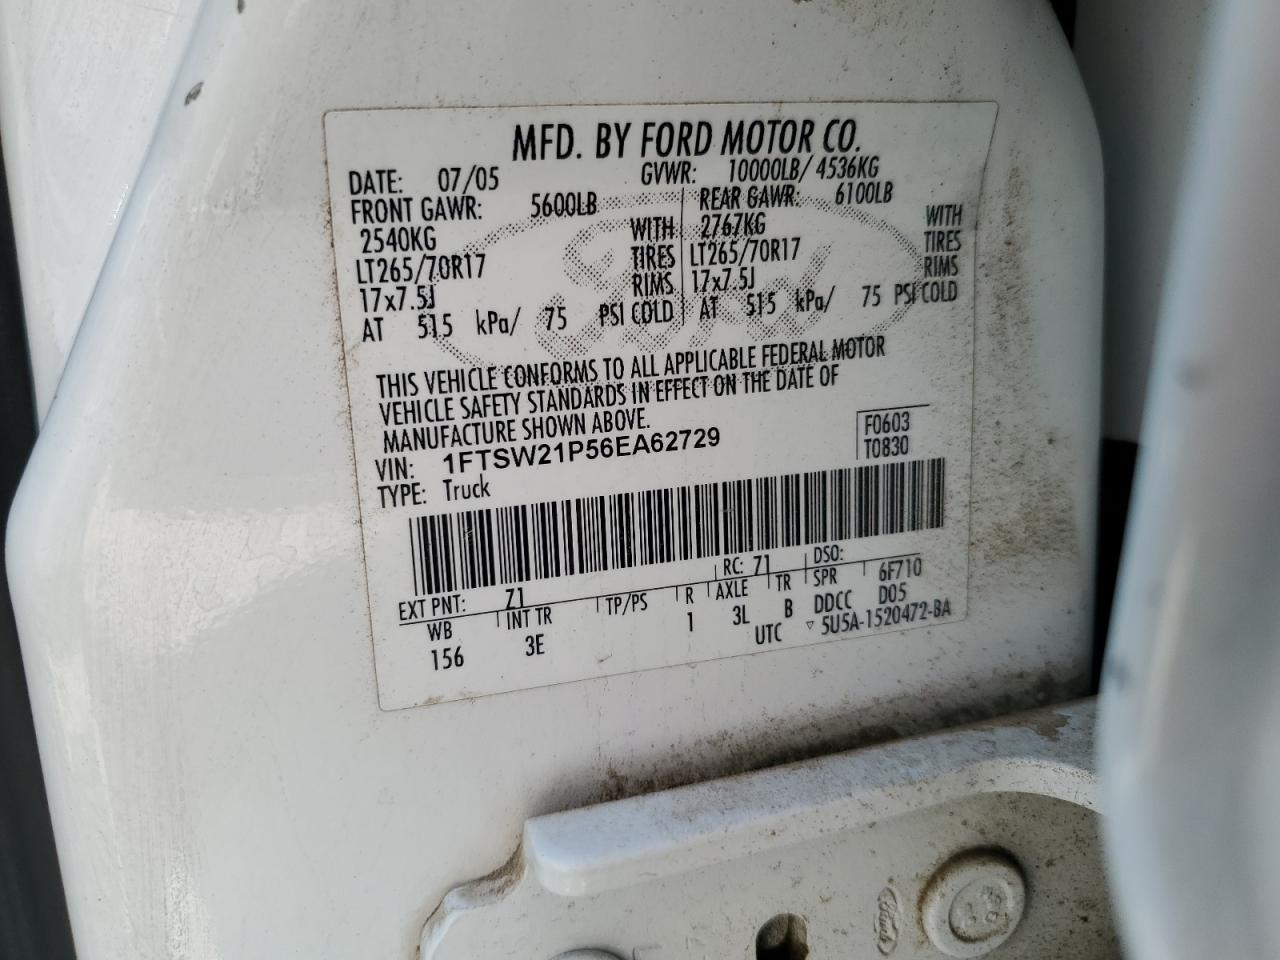 MFD. BY FORD MOTOR CO.
DATE: 07/05 GVWR: 10000LB/ 4536KG
FRONT GAWR: 5600LB REAR GAWR: 6100LB
2540KG WITH 2767KG WITH
LT265/70R17 TIRES LT265/70R17 TIRES
17x7.5J RIMS 17x7.5J RIMS
AT 515 kPa/ 75 PSI COLD AT 515 kPa/ 75 PSI COLD
THIS VEHICLE CONFORMS TO ALL APPLICABLE FEDERAL MOTOR
VEHICLE SAFETY STANDARDS IN EFFECT ON THE DATE OF
MANUFACTURE SHOWN ABOVE.
F0603
VIN: 1FTSW21P56EA62729 T0830
TYPE: Truck
EXT PNT: Z1 RC: 71 DSO:
WB INT TR TP/PS R AXLE TR SPR 6F710
156 3E 1 3L B DDCC D05
UTC ▿ 5U5A-1520472-BA
Ford